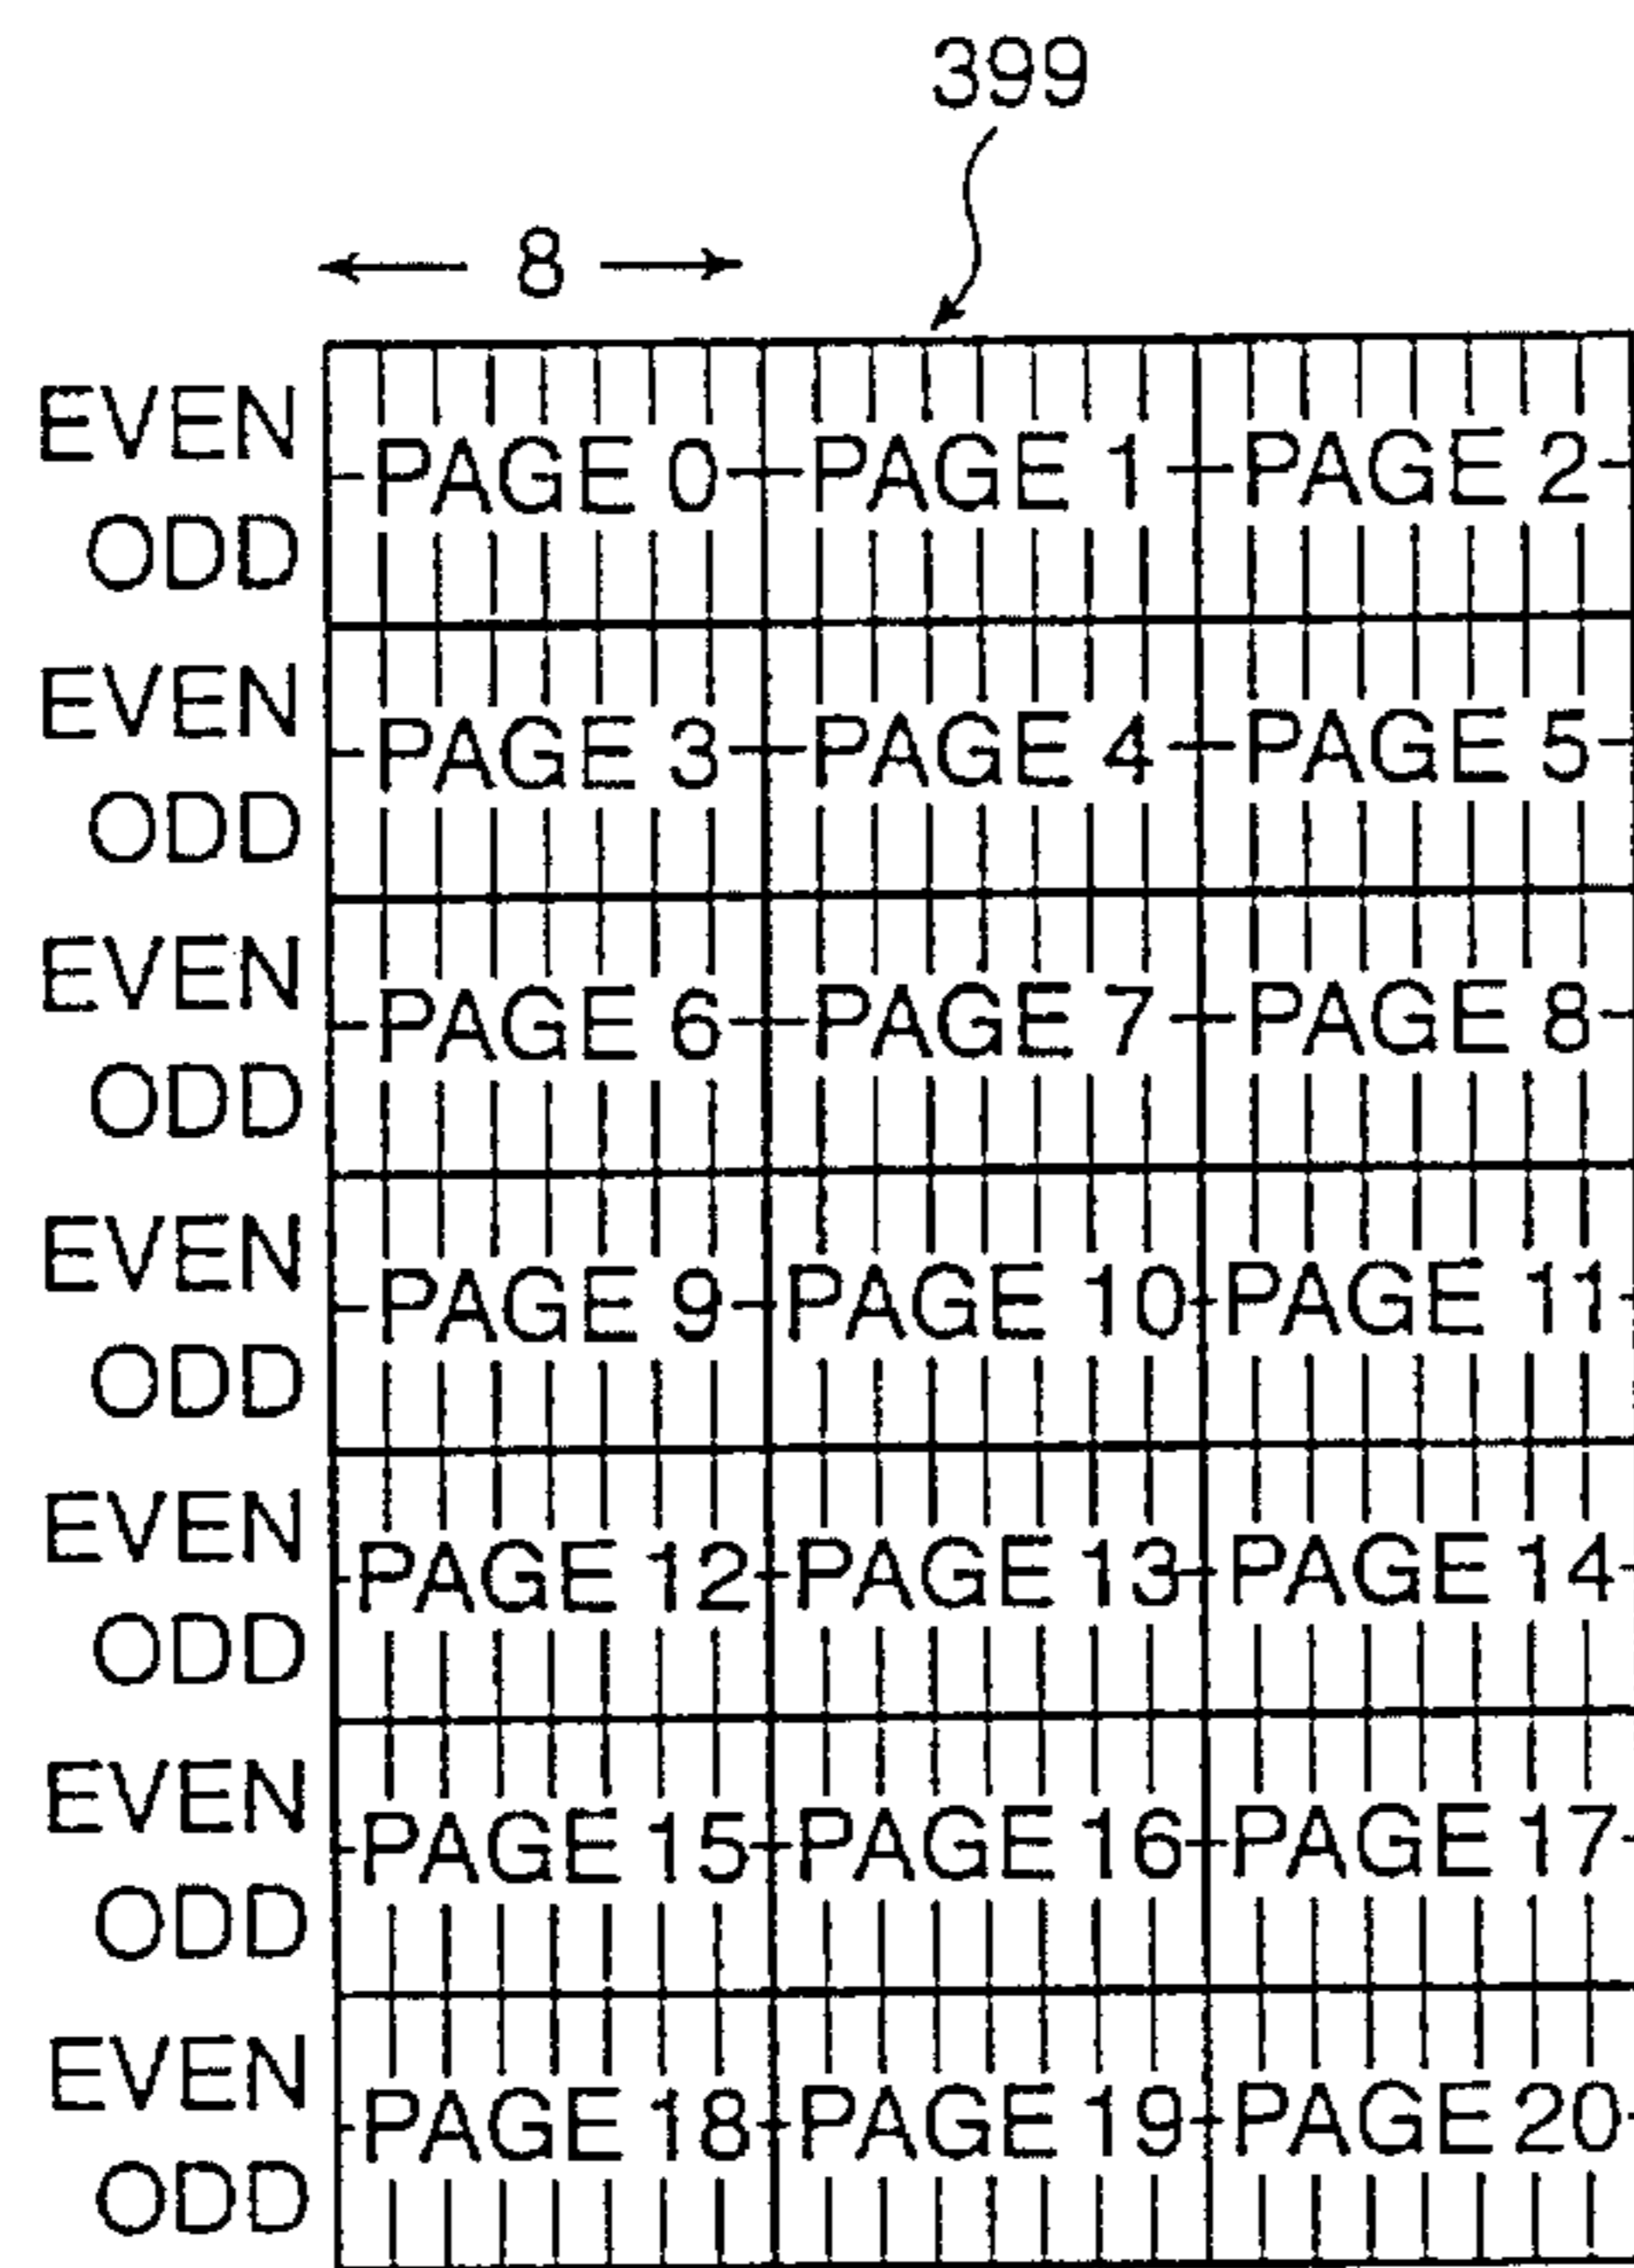 399
8
EVEN
PAGE 0 PAGE 1 PAGE 2
ODD
EVEN
PAGE 3 PAGE 4 PAGE 5
ODD
EVEN
PAGE 6 PAGE 7 PAGE 8
ODD
EVEN
PAGE 9 PAGE 10 PAGE 11
ODD
EVEN
PAGE 12 PAGE 13 PAGE 14
ODD
EVEN
PAGE 15 PAGE 16 PAGE 17
ODD
EVEN
PAGE 18 PAGE 19 PAGE 20
ODD